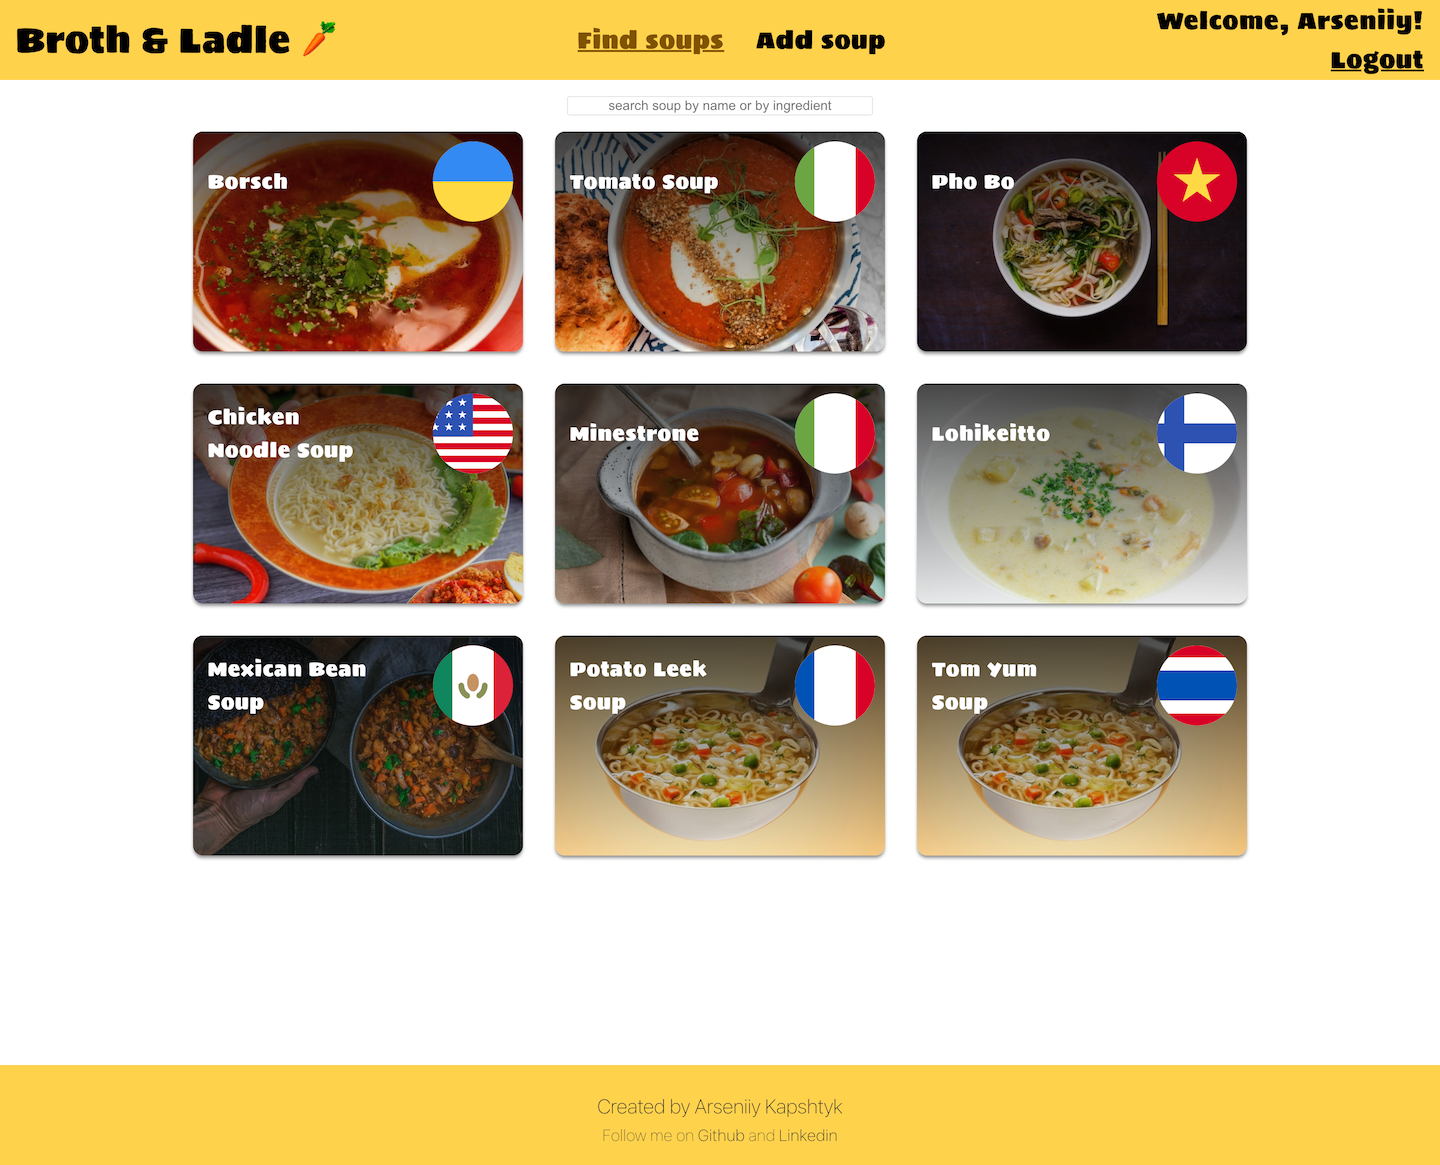 Broth & Ladle 🥕
Find soups
Add soup
Welcome, Arseniiy!
Logout
search soup by name or by ingredient
Borsch
Tomato Soup
Pho Bo
Chicken
Noodle Soup
Minestrone
Lohikeitto
Mexican Bean
Soup
Potato Leek
Soup
Tom Yum
Soup
Created by Arseniiy Kapshtyk
Follow me on Github and Linkedin